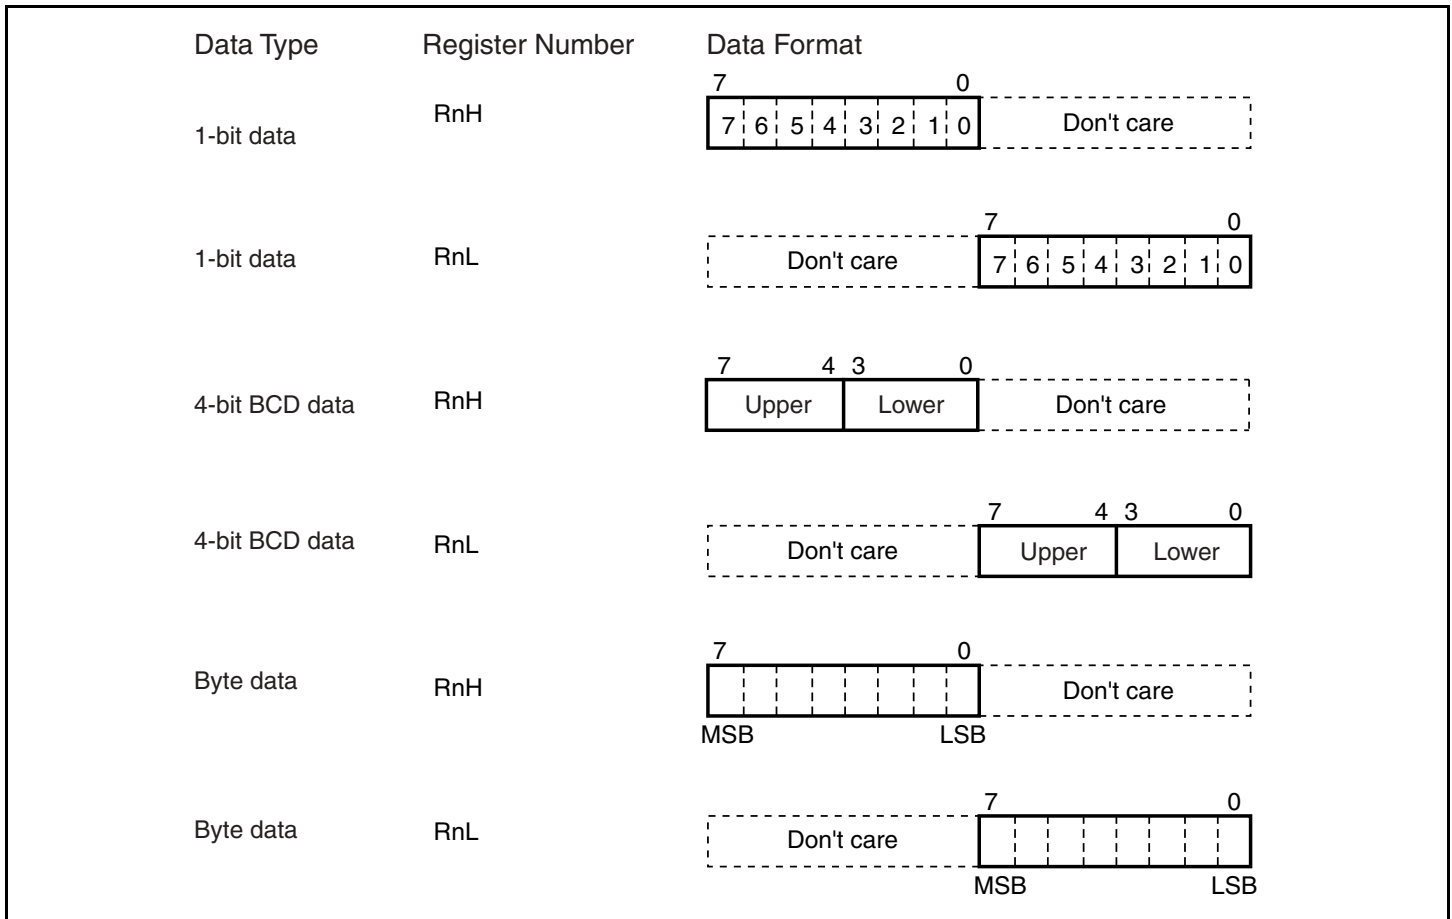 Data Type Register Number Data Format
7 0
1-bit data RnH 7 6 5 4 3 2 1 0 Don't care
7 0
1-bit data RnL Don't care 7 6 5 4 3 2 1 0
7 4 3 0
4-bit BCD data RnH Upper Lower Don't care
7 4 3 0
4-bit BCD data RnL Don't care Upper Lower
7 0
Byte data RnH Don't care
MSB LSB
7 0
Byte data RnL Don't care
MSB LSB